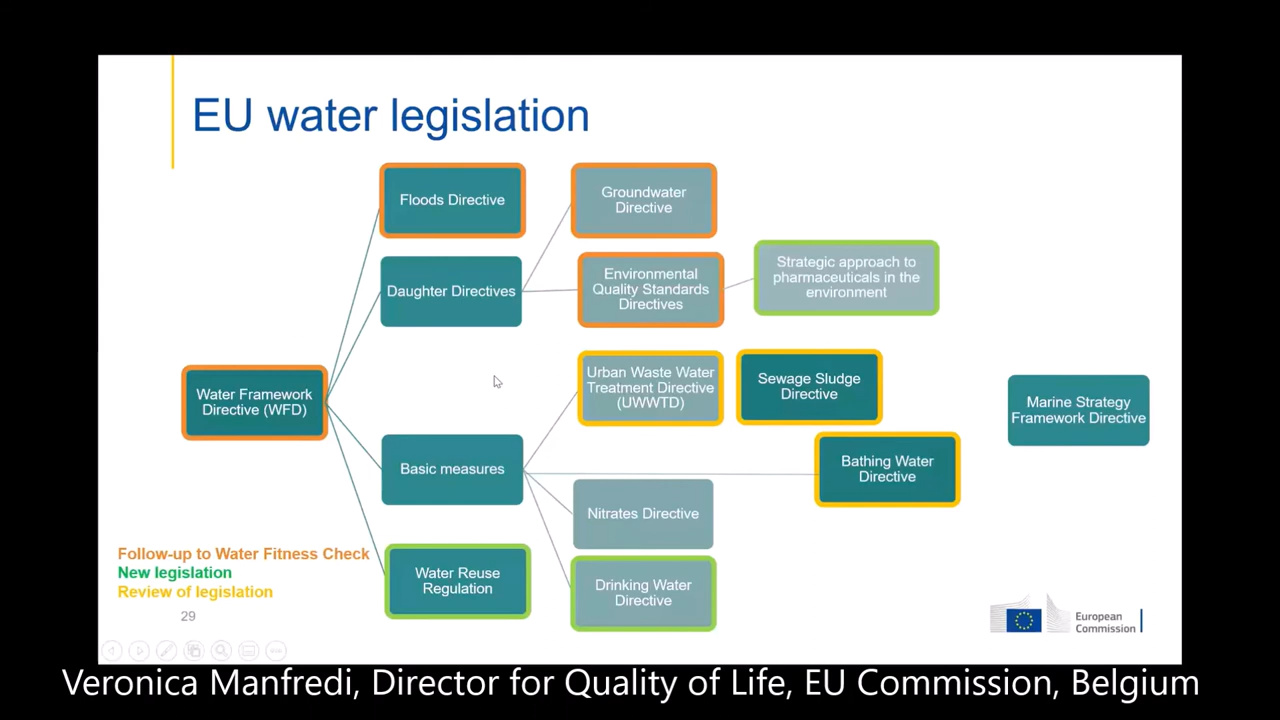 EU water legislation
Floods Directive
Groundwater
Directive
Daughter Directives
Environmental
Quality Standards
Directives
Strategic approach to
pharmaceuticals in the
environment
Water Framework
Directive (WFD)
Urban Waste Water
Treatment Directive
(UWWTD)
Sewage Sludge
Directive
Marine Strategy
Framework Directive
Basic measures
Bathing Water
Directive
Nitrates Directive
Water Reuse
Regulation
Drinking Water
Directive
Follow-up to Water Fitness Check
New legislation
Review of legislation
29
European
Commission
Veronica Manfredi, Director for Quality of Life, EU Commission, Belgium